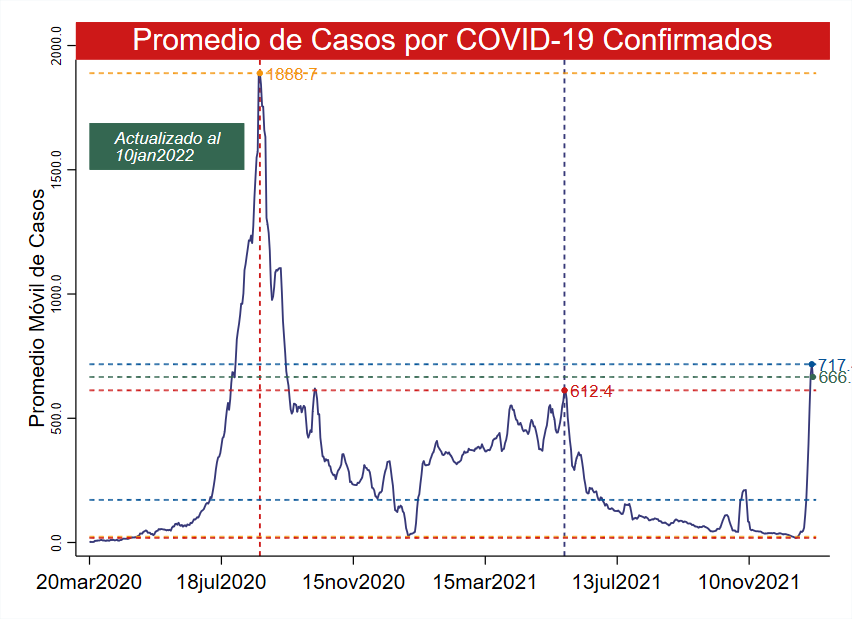 Promedio de Casos por COVID-19 Confirmados
2000.0
1888.7
Actualizado al
10jan2022
1500.0
Promedio Móvil de Casos
1000.0
717.
666.
612.4
500.0
0.0
20mar2020 18jul2020 15nov2020 15mar2021 13jul2021 10nov2021